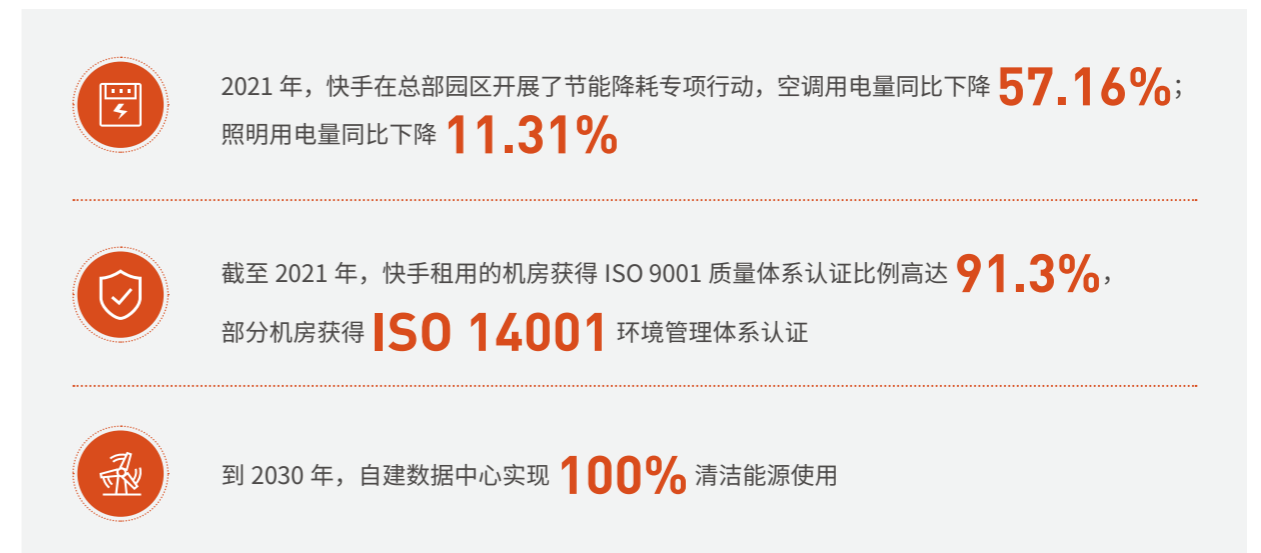 2021 年，快手在总部园区开展了节能降耗专项行动，空调用电量同比下降 57.16%；
照明用电量同比下降 11.31%
截至 2021 年，快手租用的机房获得 ISO 9001 质量体系认证比例高达 91.3%，
部分机房获得 ISO 14001 环境管理体系认证
到 2030 年，自建数据中心实现 100% 清洁能源使用